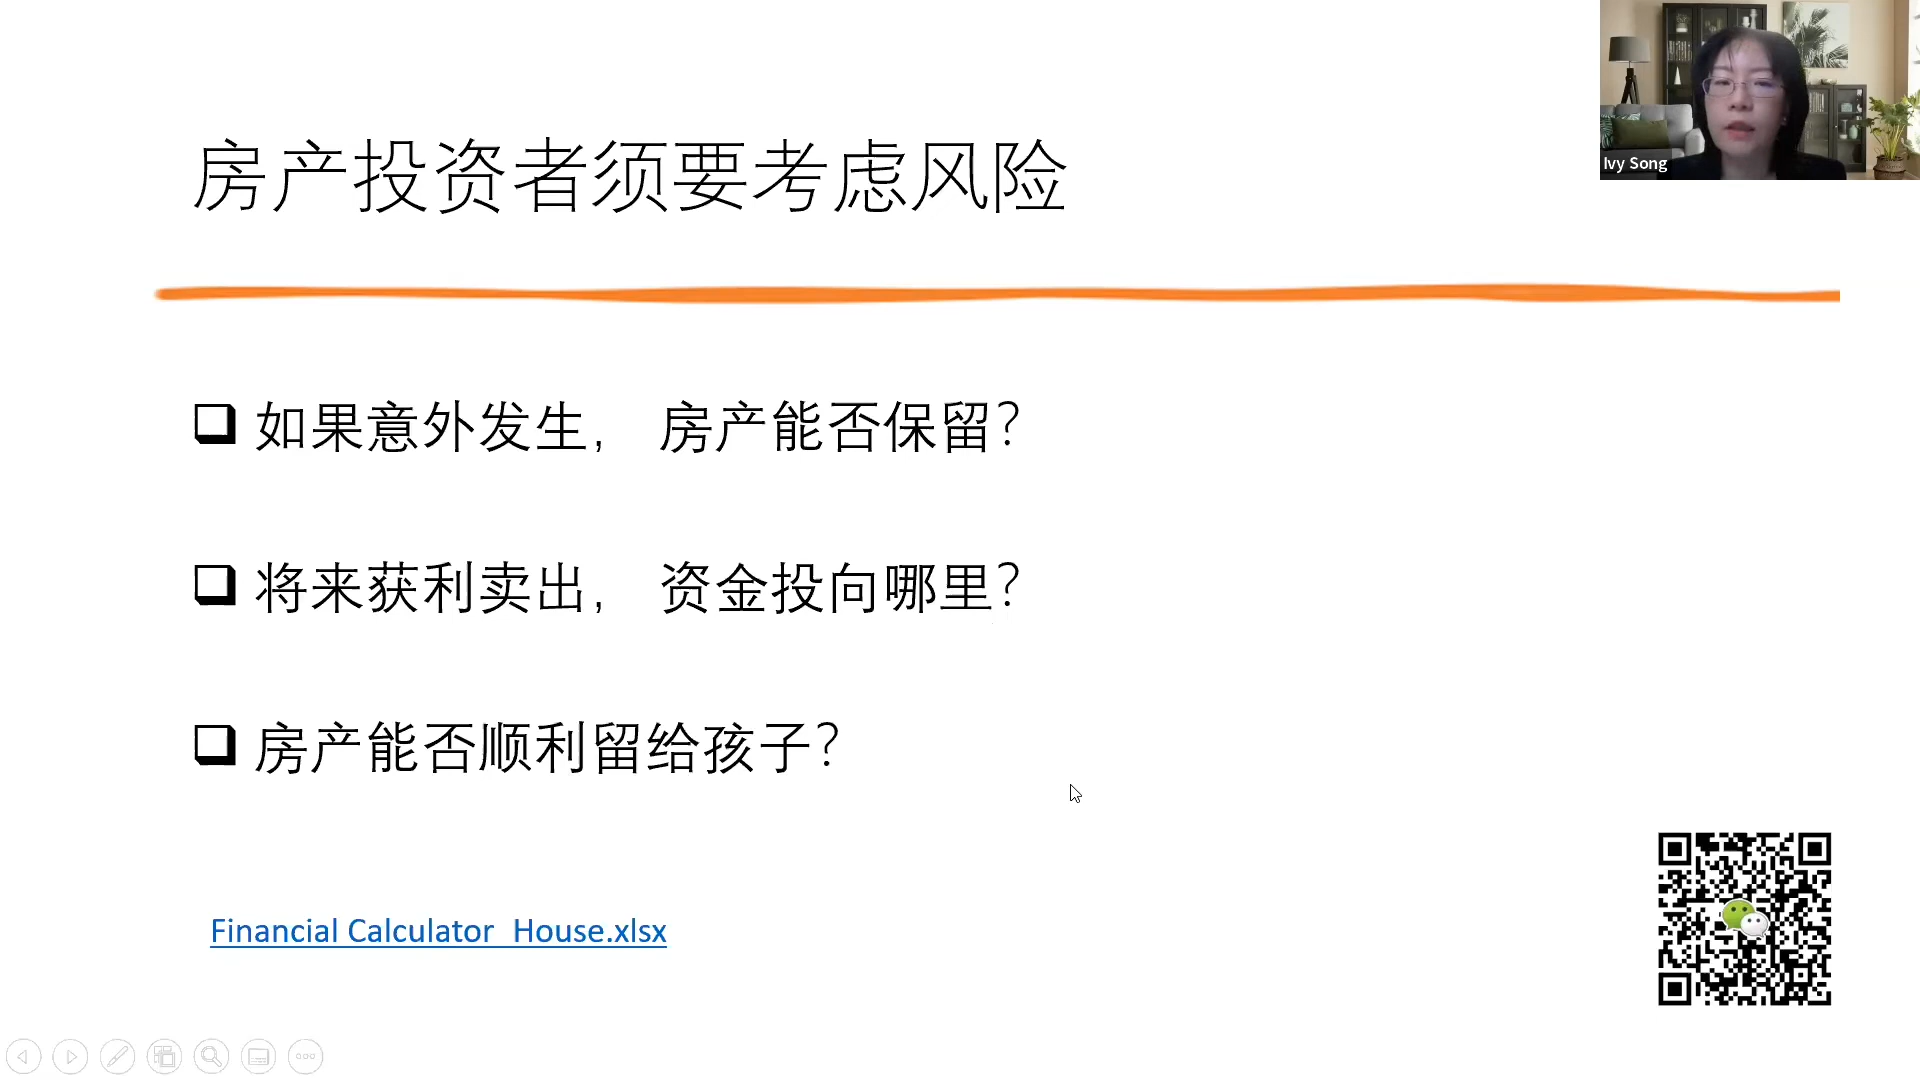 房产投资者须要考虑风险
Ivy Song
如果意外发生， 房产能否保留？
将来获利卖出， 资金投向哪里？
房产能否顺利留给孩子？
Financial Calculator  House.xlsx